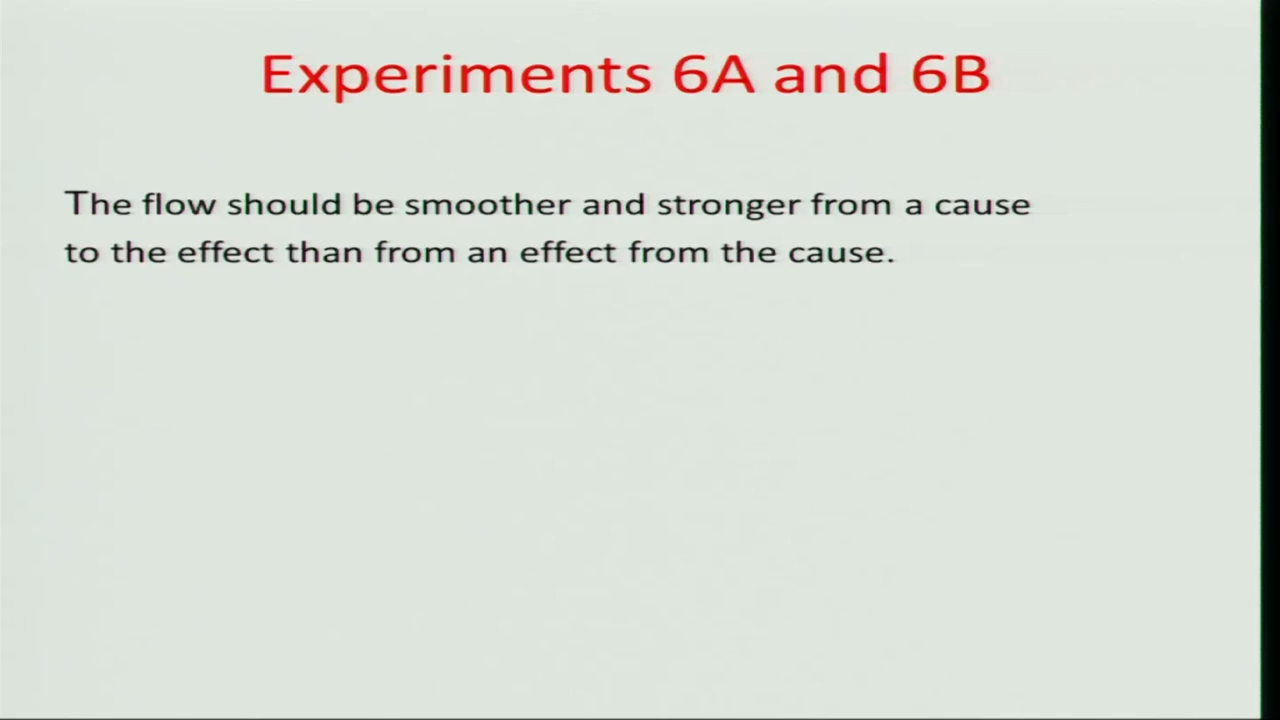 Experiments 6A and 6B
The flow should be smoother and stronger from a cause
to the effect than from an effect from the cause.